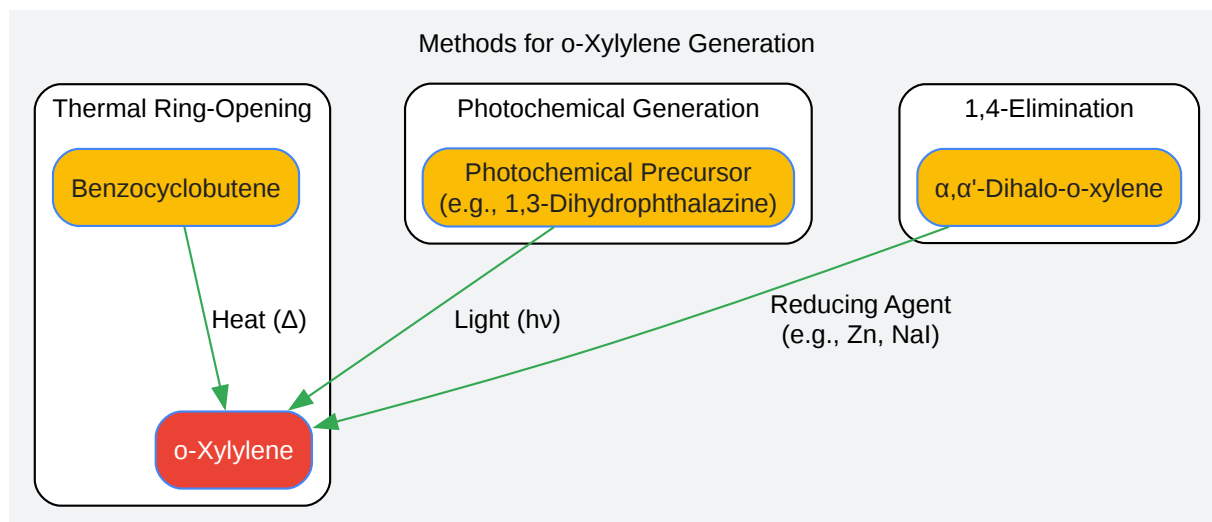 Methods for o-Xylylene Generation
Thermal Ring-Opening
Benzocyclobutene
Photochemical Generation
Photochemical Precursor
(e.g., 1,3-Dihydrophthalazine)
1,4-Elimination
α,α'-Dihalo-o-xylene
Heat (Δ)
Light (hν)
Reducing Agent
(e.g., Zn, NaI)
o-Xylylene